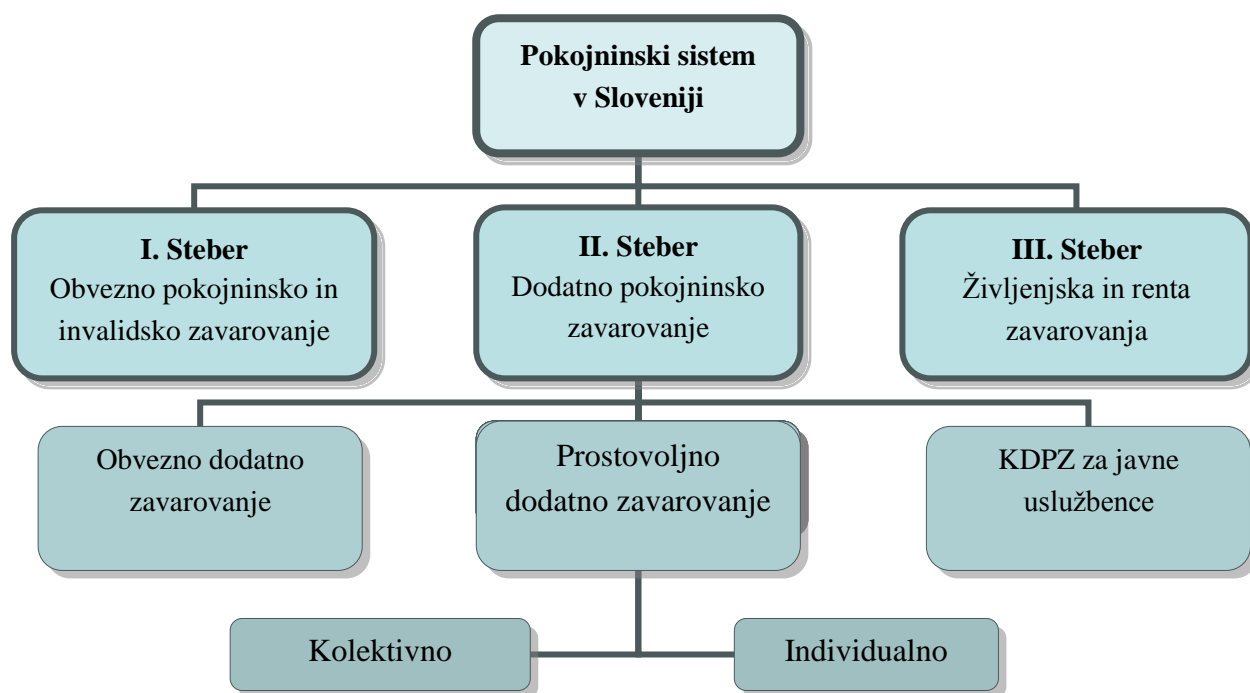 Pokojninski sistem
v Sloveniji
I. Steber
Obvezno pokojninsko in
invalidsko zavarovanje
II. Steber
Dodatno pokojninsko
zavarovanje
III. Steber
Življenjska in renta
zavarovanja
Obvezno dodatno
zavarovanje
Prostovoljno
dodatno zavarovanje
KDPZ za javne
uslužbence
Kolektivno
Individualno